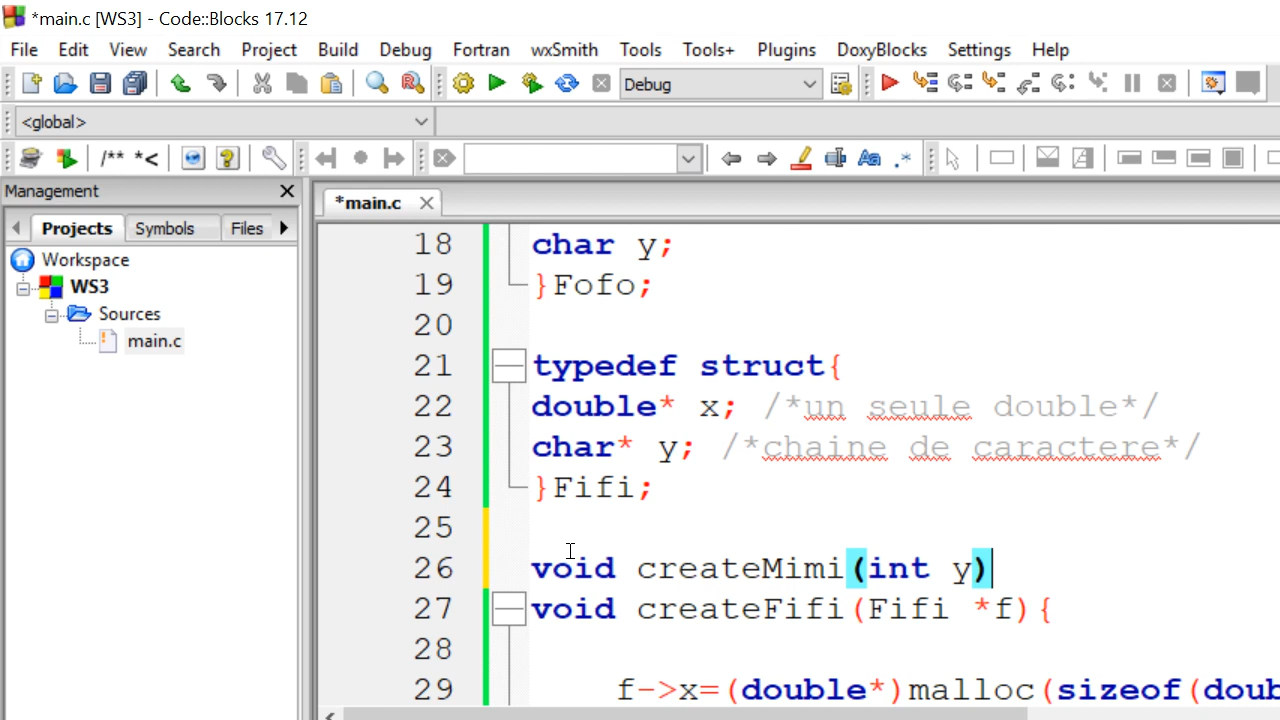 *main.c [WS3] - Code::Blocks 17.12
File Edit View Search Project Build Debug Fortran wxSmith Tools Tools+ Plugins DoxyBlocks Settings Help
Debug
<global>
/** *<
.*
Management
Projects Symbols Files
Workspace
WS3
Sources
main.c
*main.c
18 char y;
19 }Fofo;
20
21 typedef struct{
22 double* x; /*un seule double*/
23 char* y; /*chaine de caractere*/
24 }Fifi;
25
26 void createMimi(int y)
27 void createFifi(Fifi *f){
28
29 f->x=(double*)malloc(sizeof(doub